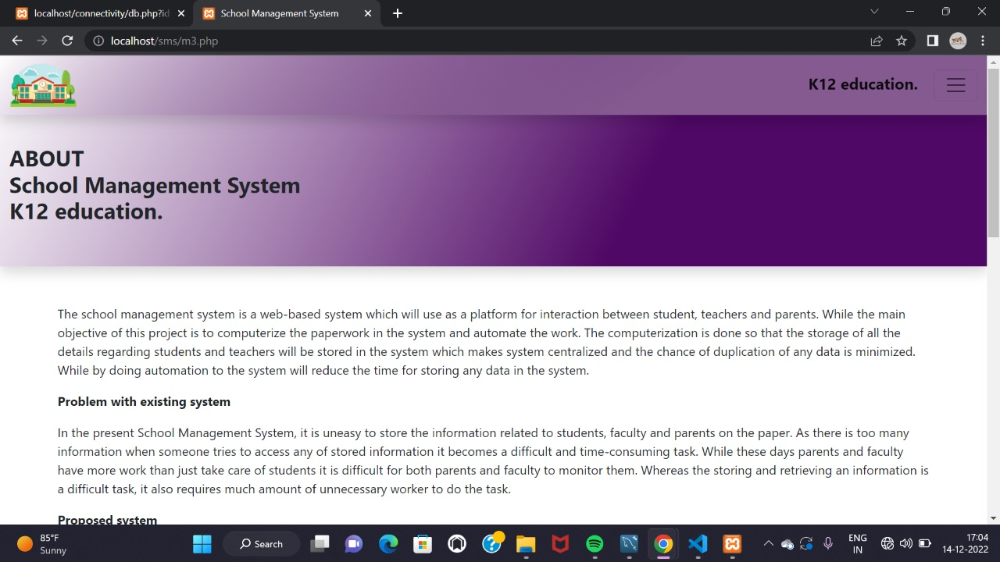 localhost/connectivity/db.php?id
School Management System
localhost/sms/m3.php
K12 education.
ABOUT
School Management System
K12 education.
The school management system is a web-based system which will use as a platform for interaction between student, teachers and parents. While the main
objective of this project is to computerize the paperwork in the system and automate the work. The computerization is done so that the storage of all the
details regarding students and teachers will be stored in the system which makes system centralized and the chance of duplication of any data is minimized.
While by doing automation to the system will reduce the time for storing any data in the system.
Problem with existing system
In the present School Management System, it is uneasy to store the information related to students, faculty and parents on the paper. As there is too many
information when someone tries to access any of stored information it becomes a difficult and time-consuming task. While these days parents and faculty
have more work than just take care of students it is difficult for both parents and faculty to monitor them. Whereas the storing and retrieving an information is
a difficult task, it also requires much amount of unnecessary worker to do the task.
Proposed system
85°F
Sunny
Search
ENG
IN
17:04
14-12-2022